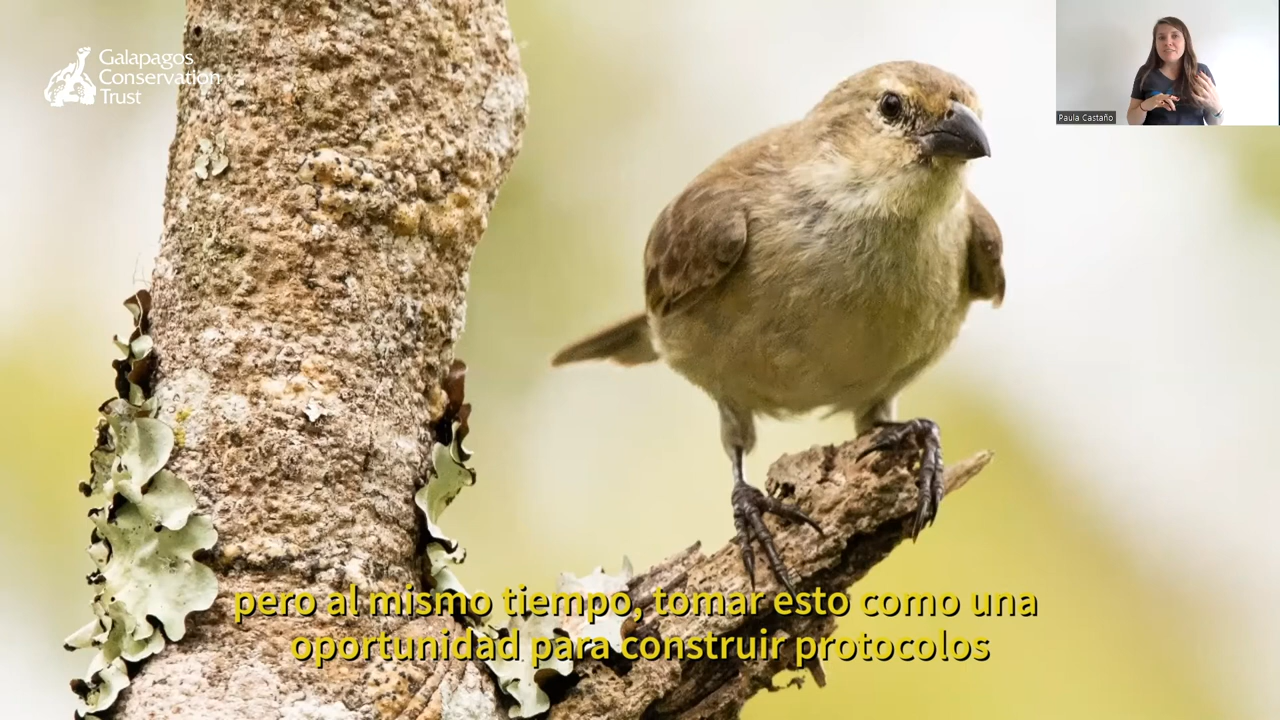 Galapagos
Conservation
Trust
Paula Castaño
pero al mismo tiempo, tomar esto como una
oportunidad para construir protocolos